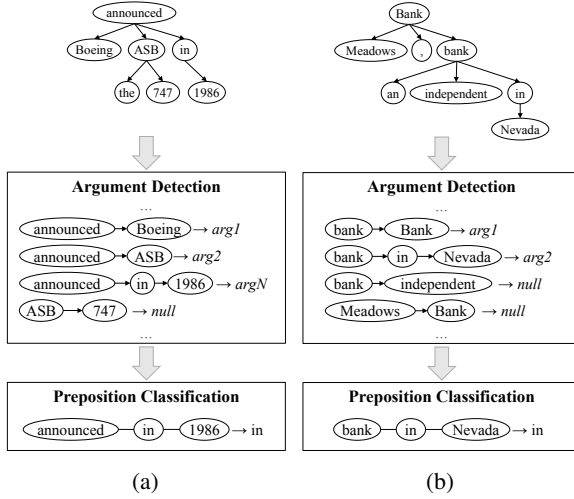 announced
Boeing ASB in
the 747 1986
Argument Detection
...
announced Boeing → arg1
announced ASB → arg2
announced in 1986 → argN
ASB 747 → null
...
Preposition Classification
announced in 1986 → in
(a)
Bank
Meadows , bank
an independent in
Nevada
Argument Detection
...
bank Bank → arg1
bank in Nevada → arg2
bank independent → null
Meadows Bank → null
...
Preposition Classification
bank in Nevada → in
(b)